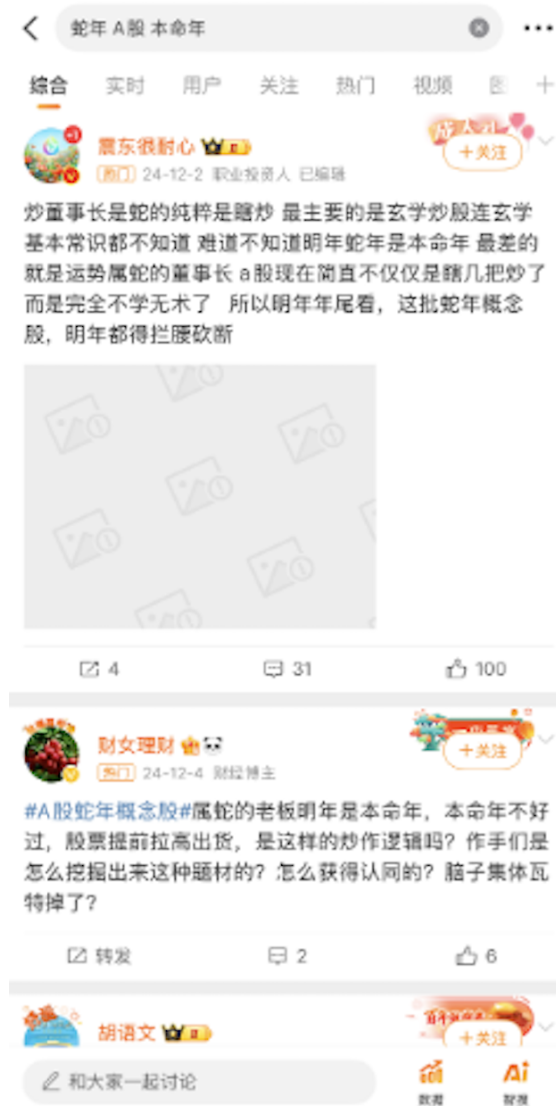 蛇年 A股 本命年
综合 实时 用户 关注 热门 视频 图
震东很耐心
+关注
热门 24-12-2 职业投资人 已编辑
炒董事长是蛇的纯粹是瞎炒 最主要的是玄学炒股连玄学
基本常识都不知道 难道不知道明年蛇年是本命年 最差的
就是运势属蛇的董事长 a股现在简直不仅仅是瞎几把炒了
而是完全不学无术了 所以明年年尾看，这批蛇年概念
股，明年都得拦腰砍断
4 31 100
财女理财
+关注
热门 24-12-4 财经博主
#A股蛇年概念股#属蛇的老板明年是本命年，本命年不好
过，股票提前拉高出货，是这样的炒作逻辑吗？作手们是
怎么挖掘出来这种题材的？怎么获得认同的？脑子集体瓦
特掉了？
转发 2 6
胡语文
+关注
和大家一起讨论
数据 智搜